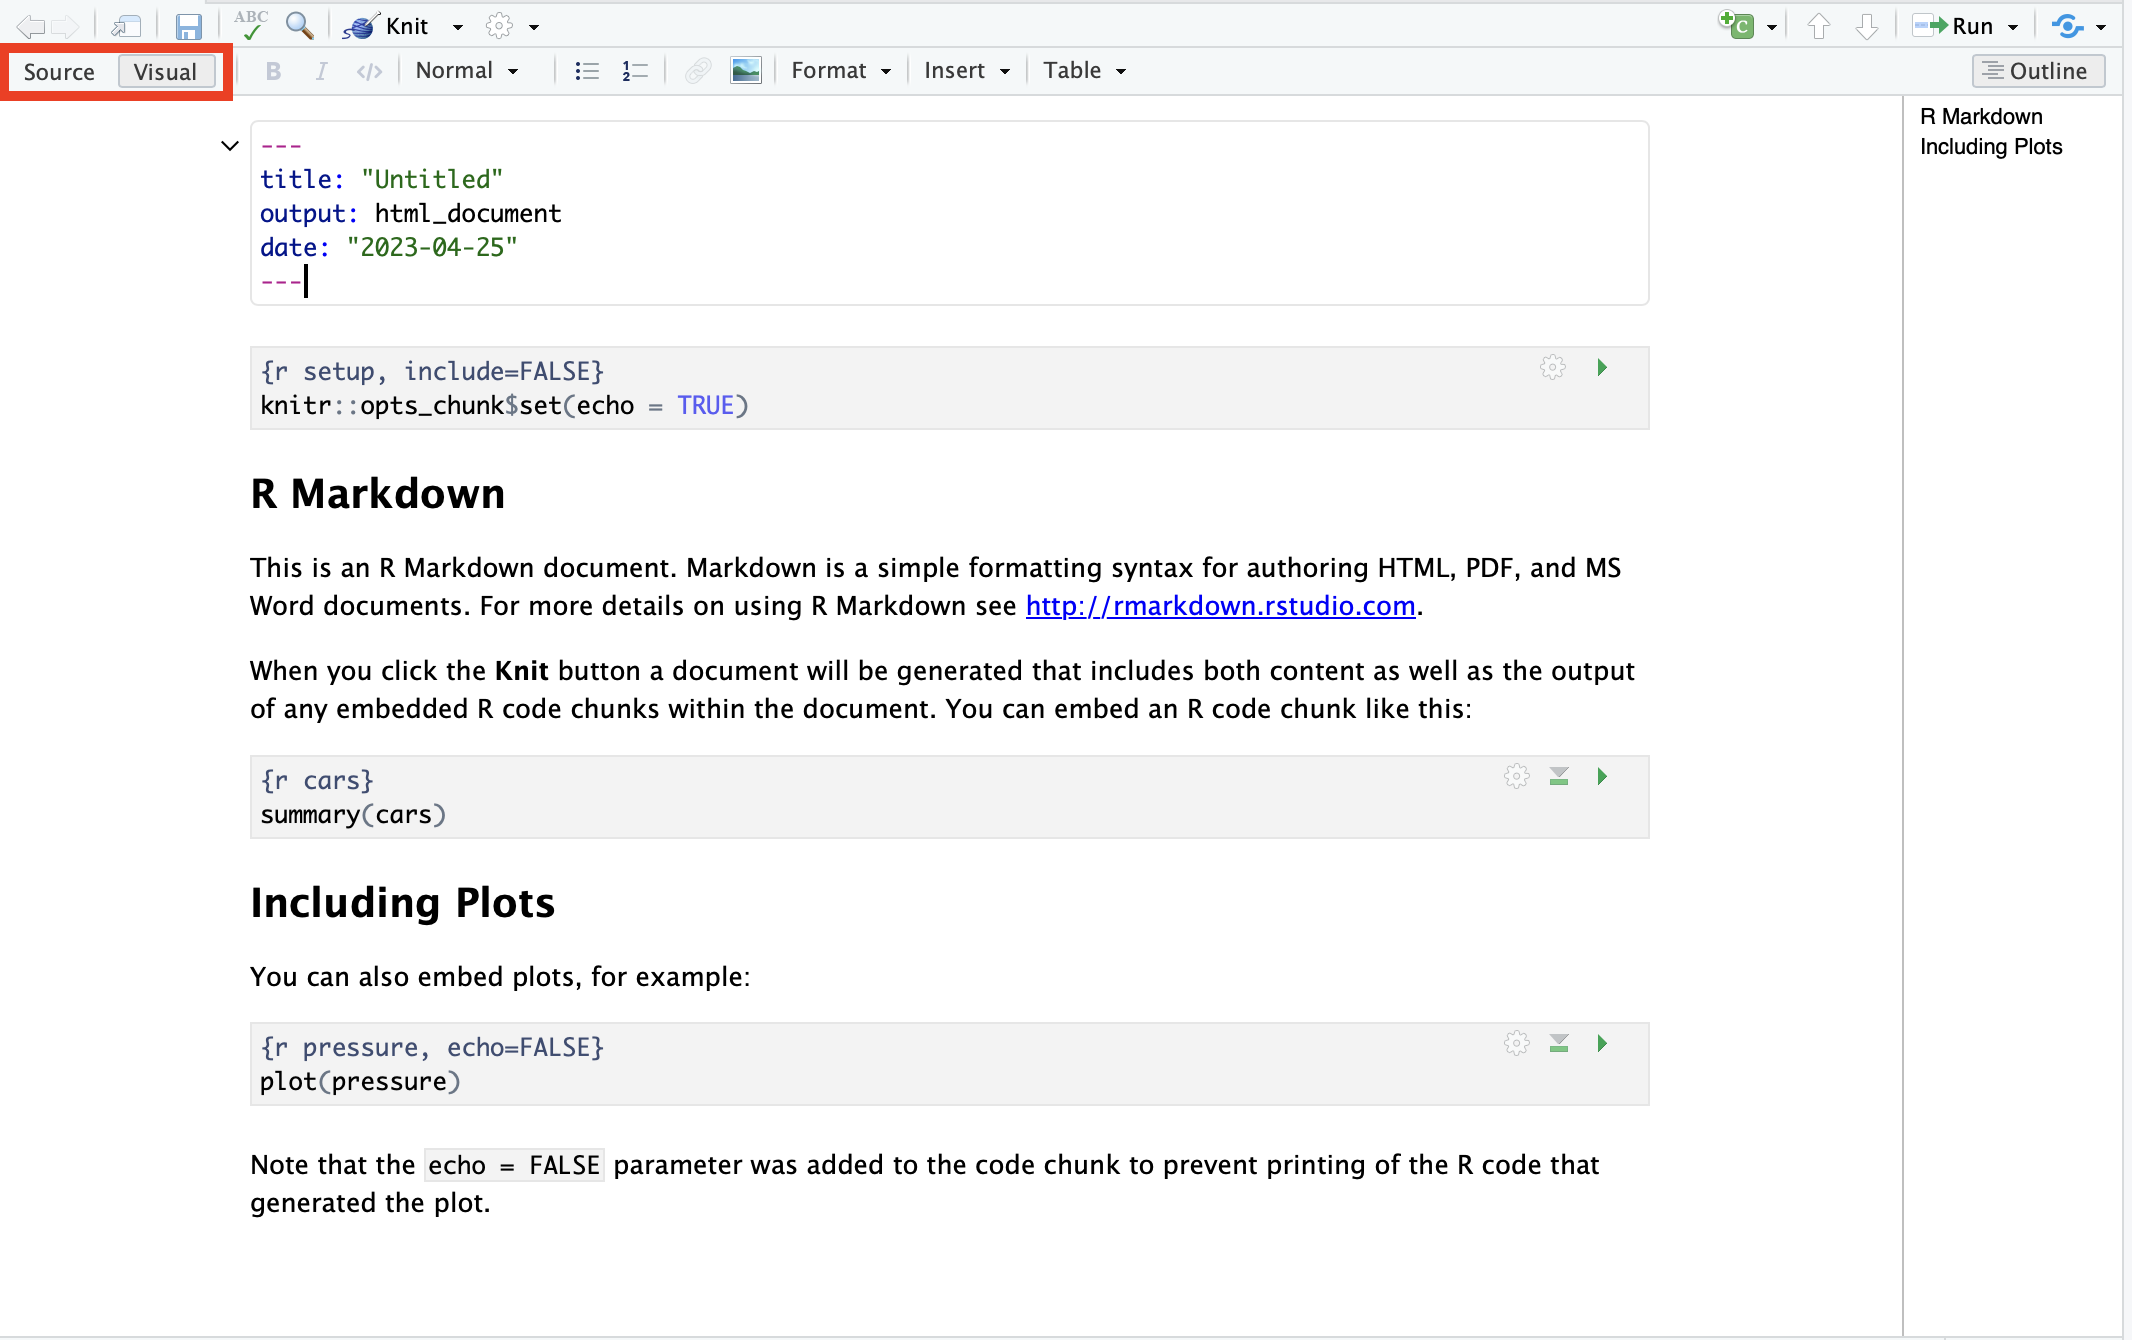 ABC Knit C Run
Source Visual B I </> Normal Format Insert Table Outline
R Markdown
Including Plots
---
title: "Untitled"
output: html_document
date: "2023-04-25"
---
{r setup, include=FALSE}
knitr::opts_chunk$set(echo = TRUE)
R Markdown
This is an R Markdown document. Markdown is a simple formatting syntax for authoring HTML, PDF, and MS
Word documents. For more details on using R Markdown see http://rmarkdown.rstudio.com.
When you click the Knit button a document will be generated that includes both content as well as the output
of any embedded R code chunks within the document. You can embed an R code chunk like this:
{r cars}
summary(cars)
Including Plots
You can also embed plots, for example:
{r pressure, echo=FALSE}
plot(pressure)
Note that the echo = FALSE parameter was added to the code chunk to prevent printing of the R code that
generated the plot.